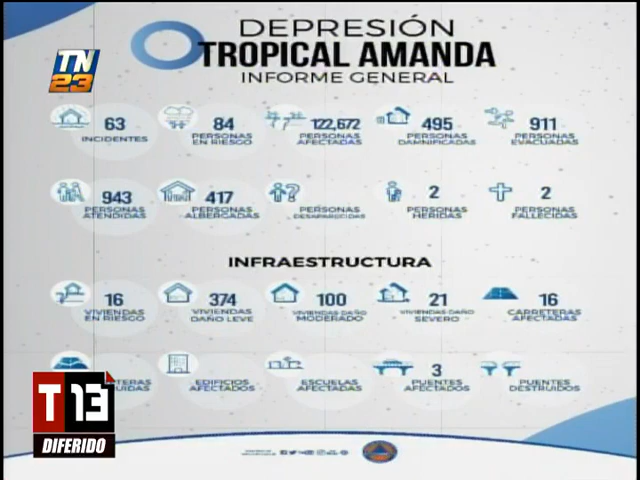 DEPRESIÓN
TROPICAL AMANDA
INFORME GENERAL
TN
23
63
INCIDENTES
84
PERSONAS
EN RIESGO
122,672
PERSONAS
AFECTADAS
495
PERSONAS
DAMNIFICADAS
911
PERSONAS
EVACUADAS
943
PERSONAS
ATENDIDAS
417
PERSONAS
ALBERGADAS
PERSONAS
DESAPARECIDAS
2
PERSONAS
HERIDAS
2
PERSONAS
FALLECIDAS
INFRAESTRUCTURA
16
VIVIENDAS
EN RIESGO
374
VIVIENDAS
DAÑO LEVE
100
VIVIENDAS DAÑO
MODERADO
21
VIVIENDAS DAÑO
SEVERO
16
CARRETERAS
AFECTADAS
TERAS
UIDAS
EDIFICIOS
AFECTADOS
ESCUELAS
AFECTADAS
3
PUENTES
AFECTADOS
PUENTES
DESTRUIDOS
T13
DIFERIDO